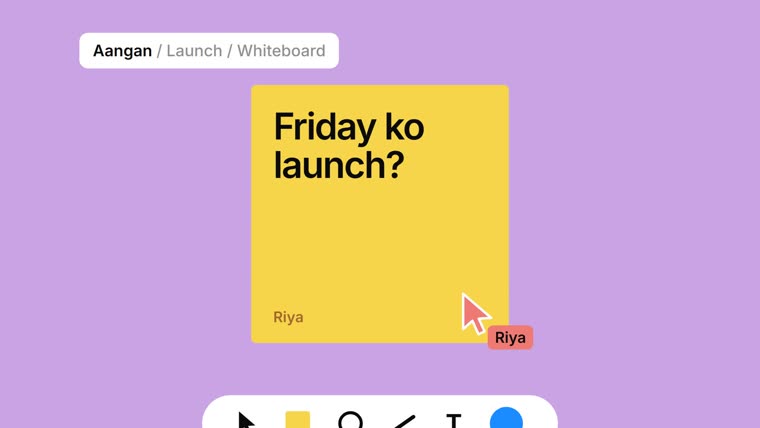 Aangan / Launch / Whiteboard
Friday ko
launch?
Riya
Riya
T